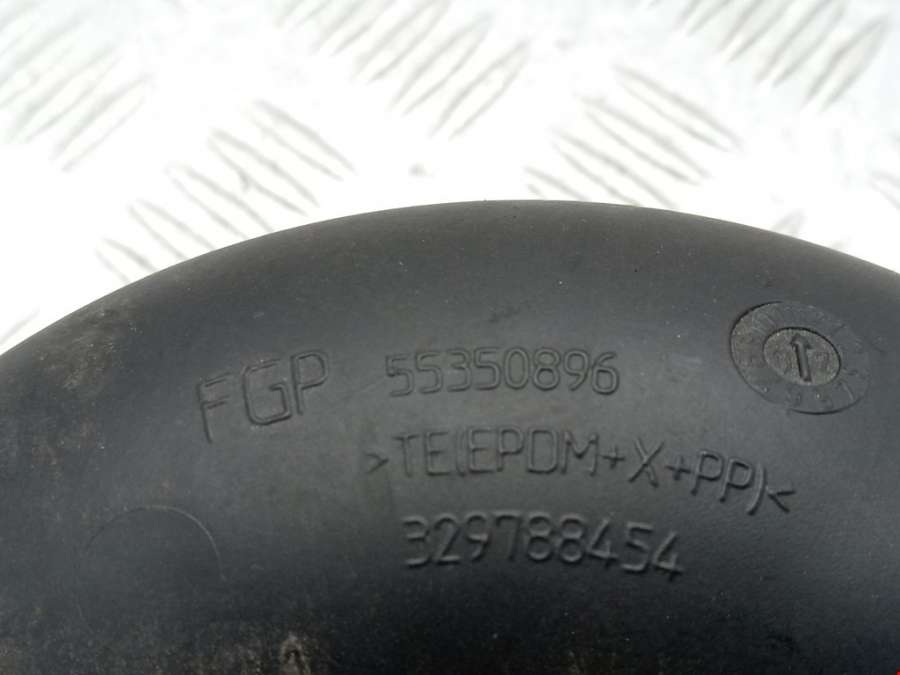 FGP 55350896
>TE(EPDM+X+PP)<
329788454